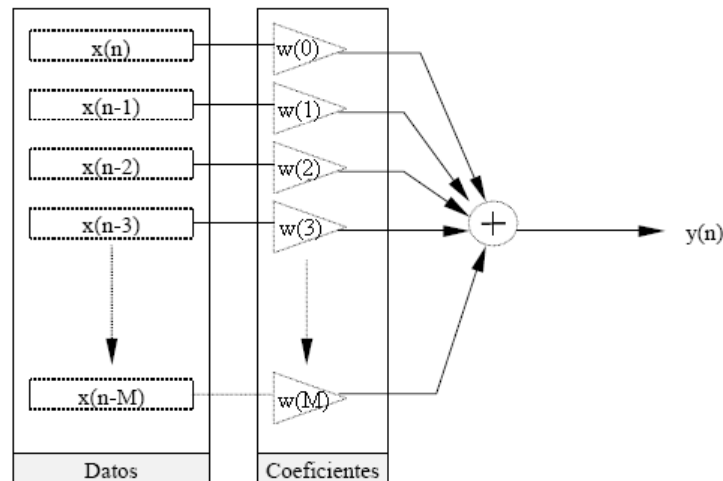 x(n) w(0)
x(n-1) w(1)
x(n-2) w(2)
x(n-3) w(3)
+ y(n)
x(n-M) w(M)
Datos Coeficientes